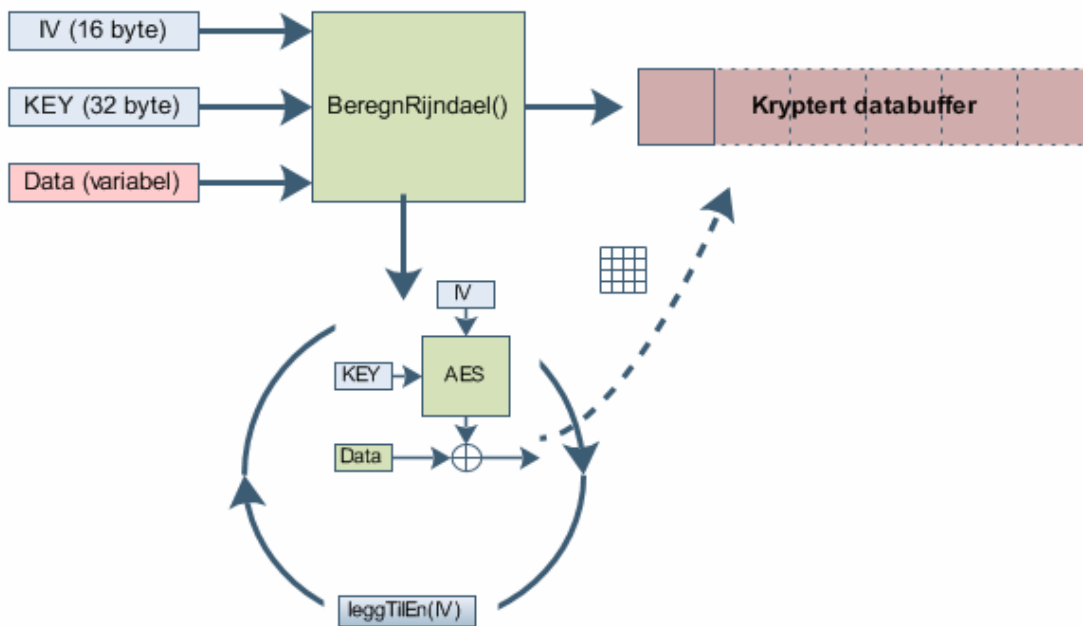 IV (16 byte)
KEY (32 byte)
Data (variabel)
BeregnRijndael()
Kryptert databuffer
IV
KEY
AES
Data
leggTilEn(IV)